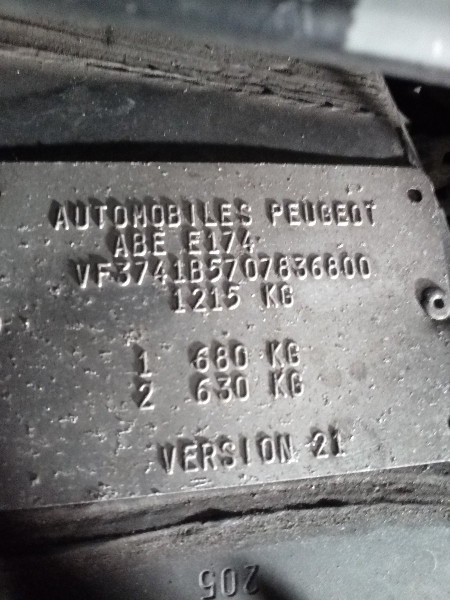 AUTOMOBILES PEUGEOT
ABE E174
VF3741B5707836800
1215 KG
1 680 KG
2 630 KG
VERSION 21
205